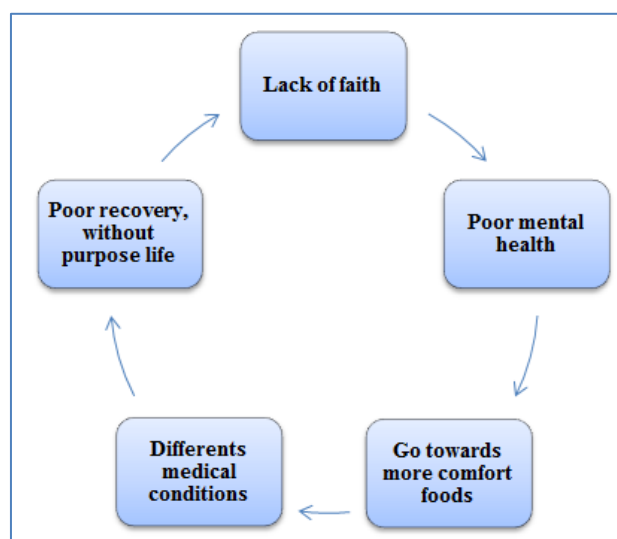 Lack of faith
Poor mental
health
Go towards
more comfort
foods
Differents
medical
conditions
Poor recovery,
without
purpose life